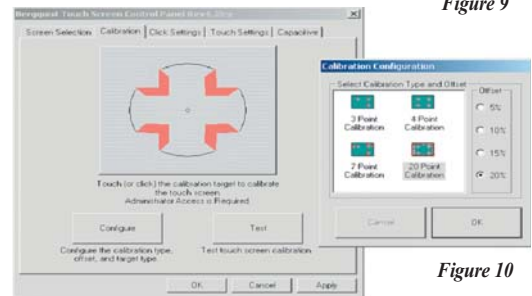 Figure 9
Berquest Touch Screen Control Panel
Screen Selection Calibration Click Settings Touch Settings Capacitive
Touch (or click) the calibration target to calibrate
the touch screen.
Administrator Access is Required.
Configure
Test
Configure the calibration type,
offset, and target type.
Test touch screen calibration.
OK Cancel Apply
Calibration Configuration
Select Calibration Type and Offset
3 Point
Calibration
4 Point
Calibration
7 Point
Calibration
20 Point
Calibration
Offset
5%
10%
15%
20%
Cancel
OK
Figure 10